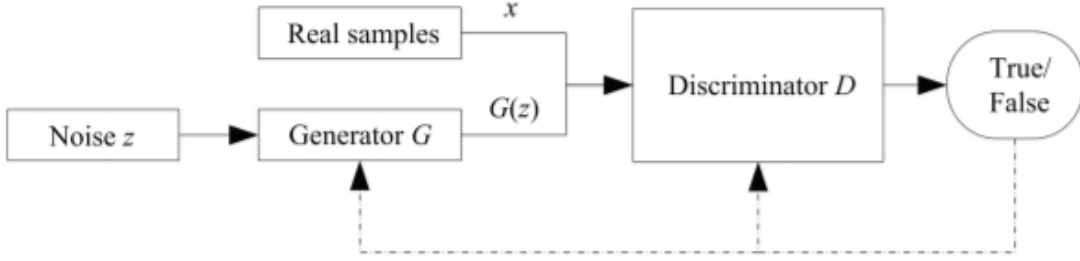 x
Real samples
Discriminator D
True/
False
G(z)
Noise z
Generator G